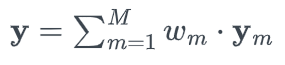 𝐲 = ∑_{m=1}^{M} w_m · 𝐲_m